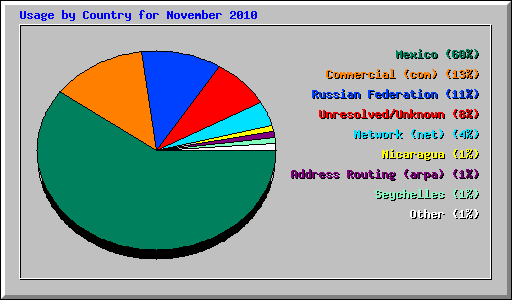 Usage by Country for November 2010
Mexico (60%)
Commercial (com) (13%)
Russian Federation (11%)
Unresolved/Unknown (8%)
Network (net) (4%)
Nicaragua (1%)
Address Routing (arpa) (1%)
Seychelles (1%)
Other (1%)